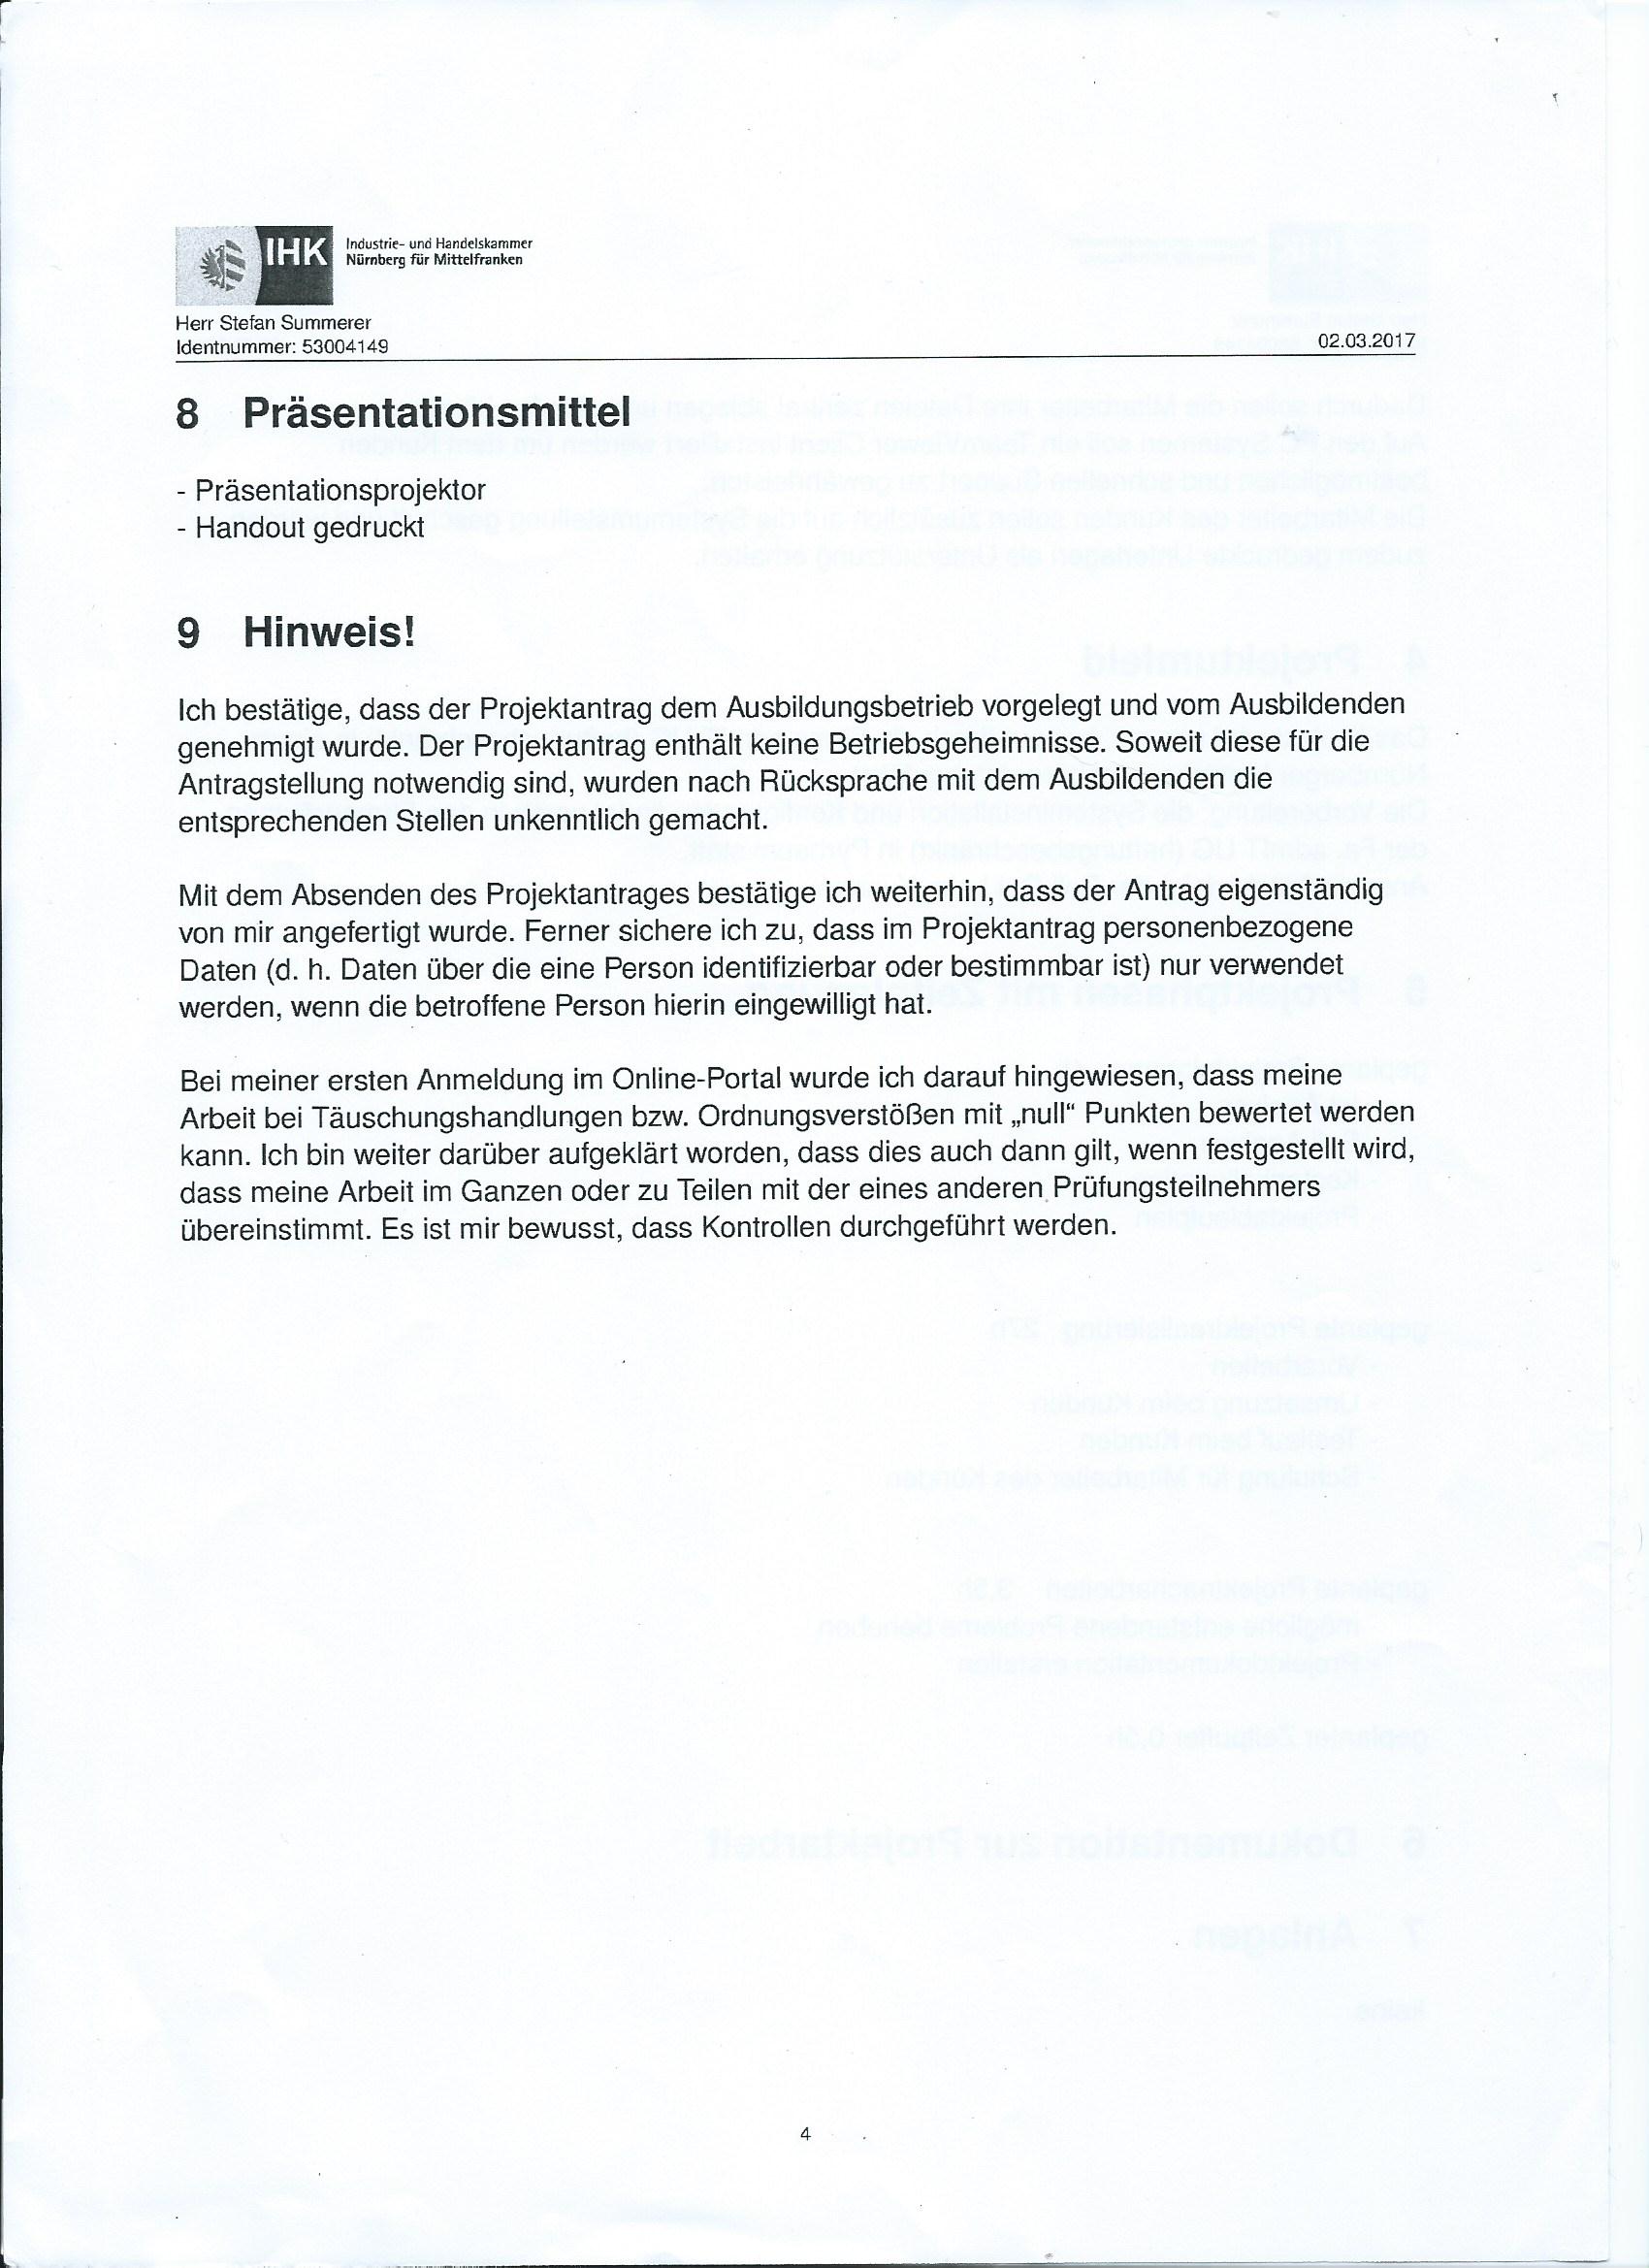 IHK Industrie- und Handelskammer
Nürnberg für Mittelfranken
Herr Stefan Summerer
Identnummer: 53004149
02.03.2017
8 Präsentationsmittel
- Präsentationsprojektor
- Handout gedruckt
9 Hinweis!
Ich bestätige, dass der Projektantrag dem Ausbildungsbetrieb vorgelegt und vom Ausbildenden
genehmigt wurde. Der Projektantrag enthält keine Betriebsgeheimnisse. Soweit diese für die
Antragstellung notwendig sind, wurden nach Rücksprache mit dem Ausbildenden die
entsprechenden Stellen unkenntlich gemacht.
Mit dem Absenden des Projektantrages bestätige ich weiterhin, dass der Antrag eigenständig
von mir angefertigt wurde. Ferner sichere ich zu, dass im Projektantrag personenbezogene
Daten (d. h. Daten über die eine Person identifizierbar oder bestimmbar ist) nur verwendet
werden, wenn die betroffene Person hierin eingewilligt hat.
Bei meiner ersten Anmeldung im Online-Portal wurde ich darauf hingewiesen, dass meine
Arbeit bei Täuschungshandlungen bzw. Ordnungsverstößen mit „null“ Punkten bewertet werden
kann. Ich bin weiter darüber aufgeklärt worden, dass dies auch dann gilt, wenn festgestellt wird,
dass meine Arbeit im Ganzen oder zu Teilen mit der eines anderen Prüfungsteilnehmers
übereinstimmt. Es ist mir bewusst, dass Kontrollen durchgeführt werden.
4